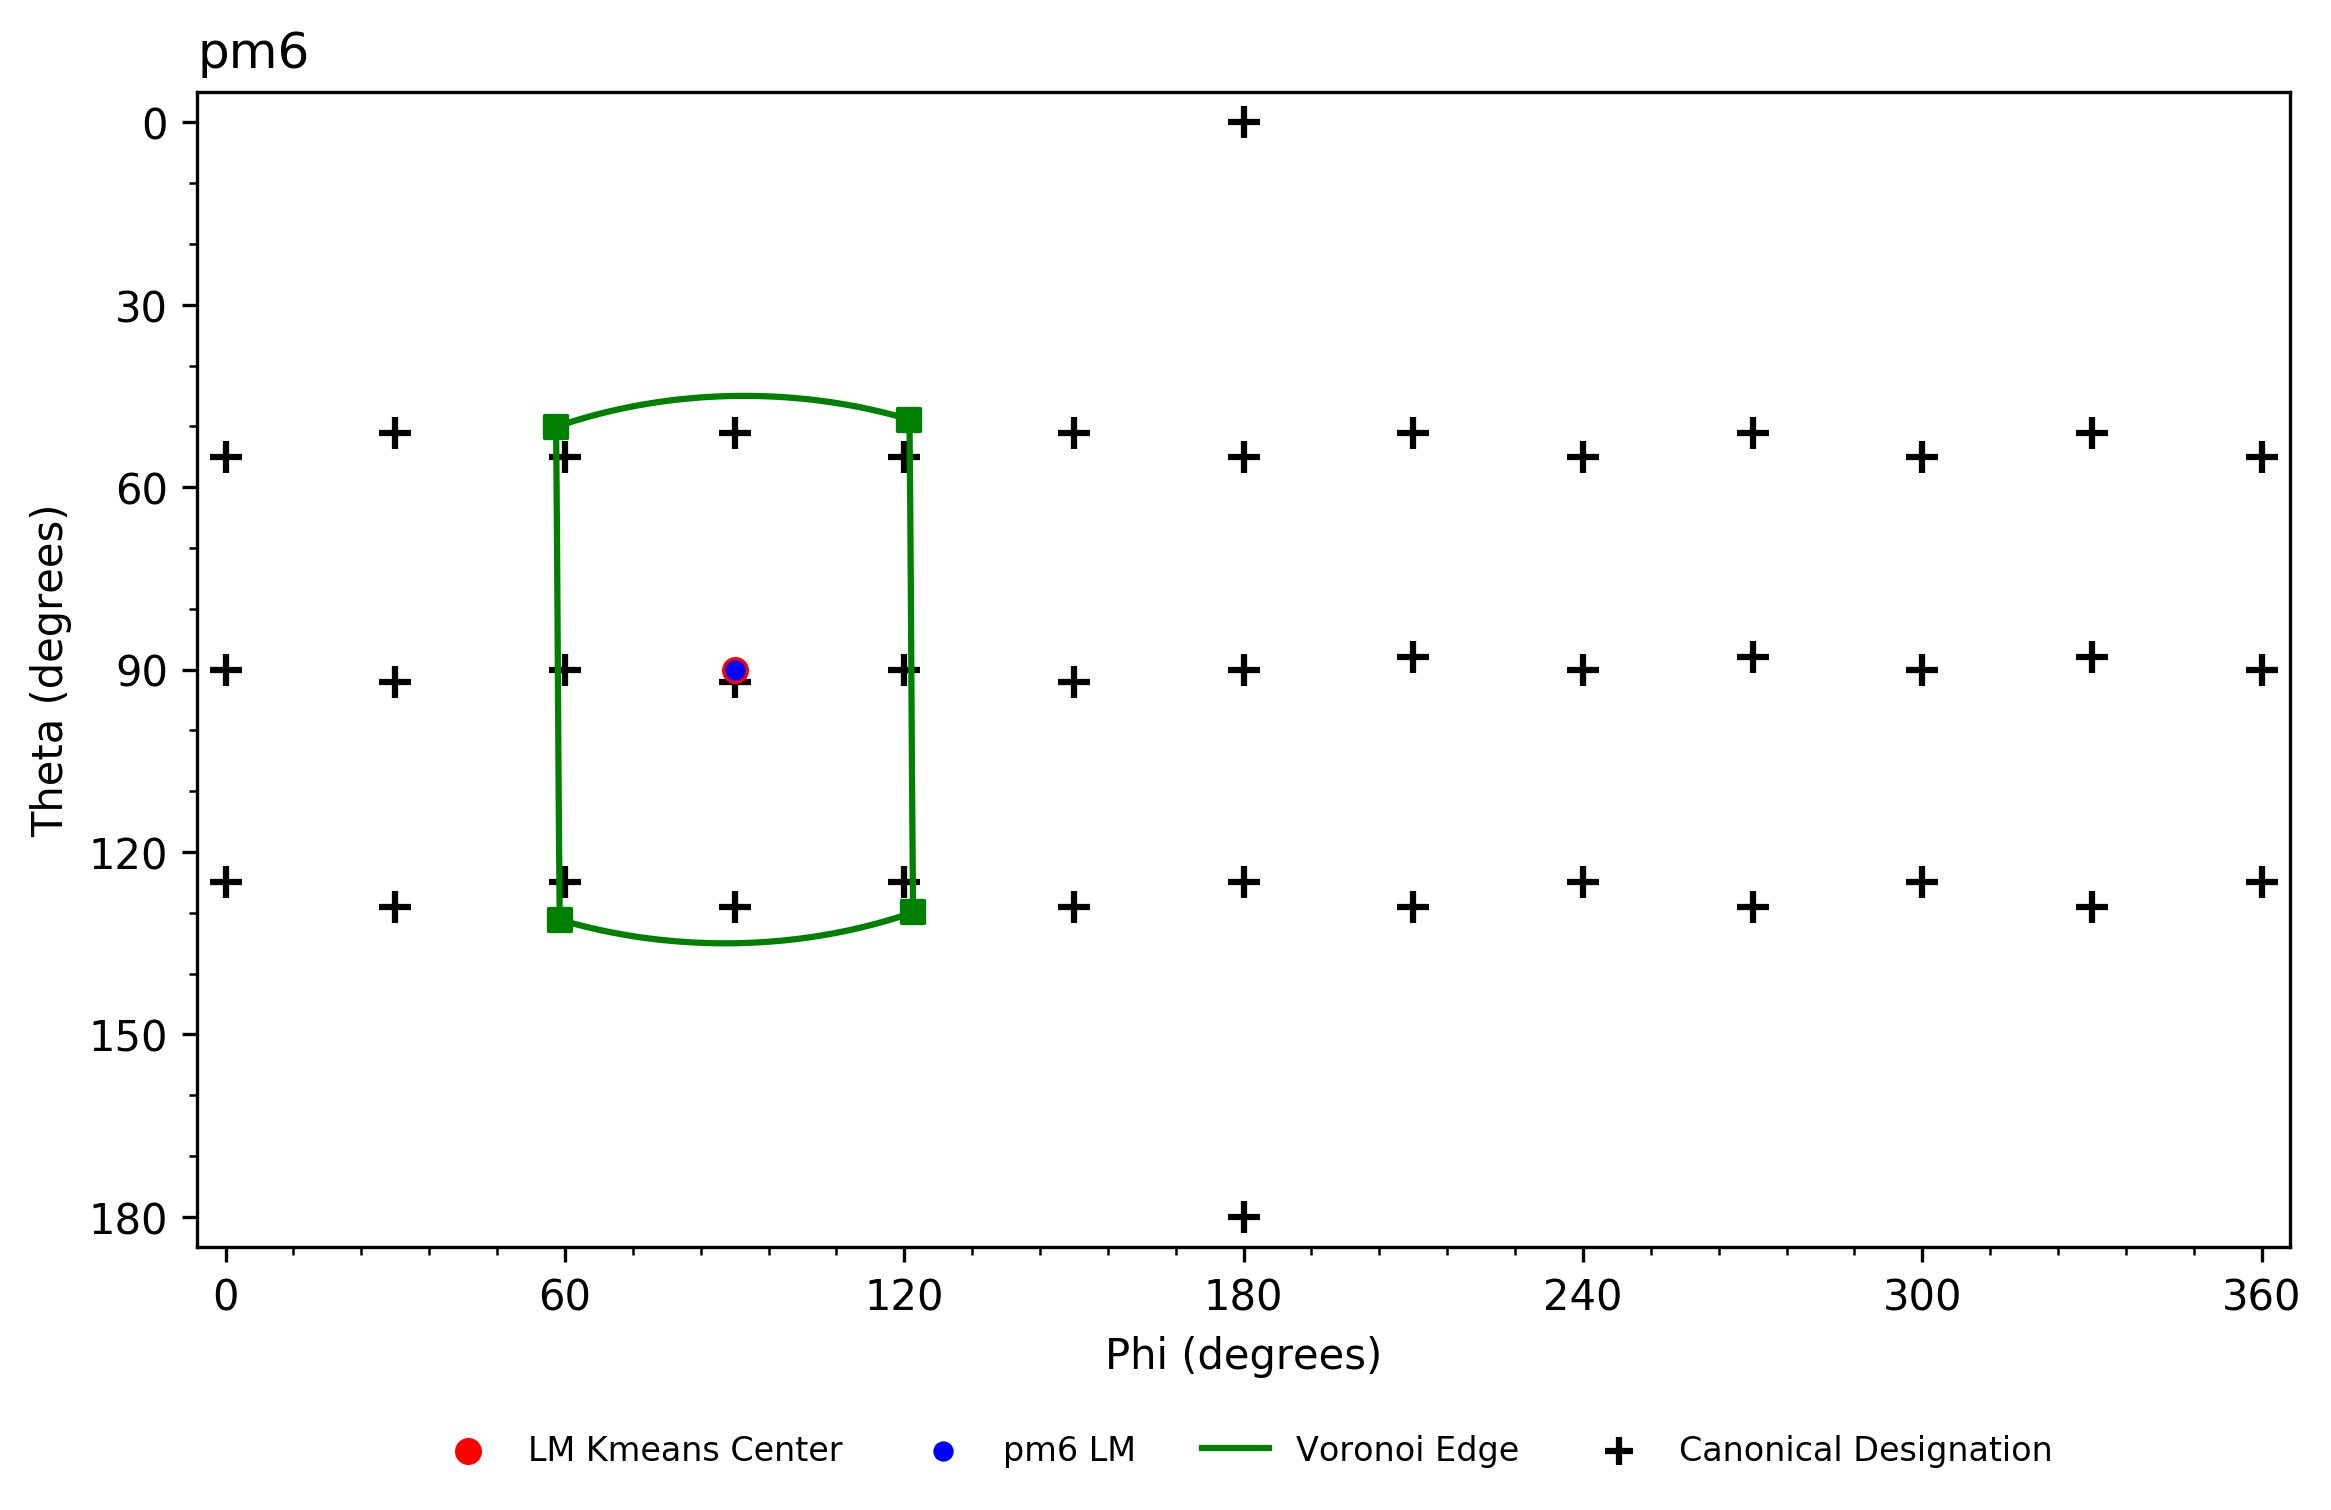 pm6
0
30
60
90
120
150
180
Theta (degrees)
0 60 120 180 240 300 360
Phi (degrees)
LM Kmeans Center pm6 LM Voronoi Edge Canonical Designation